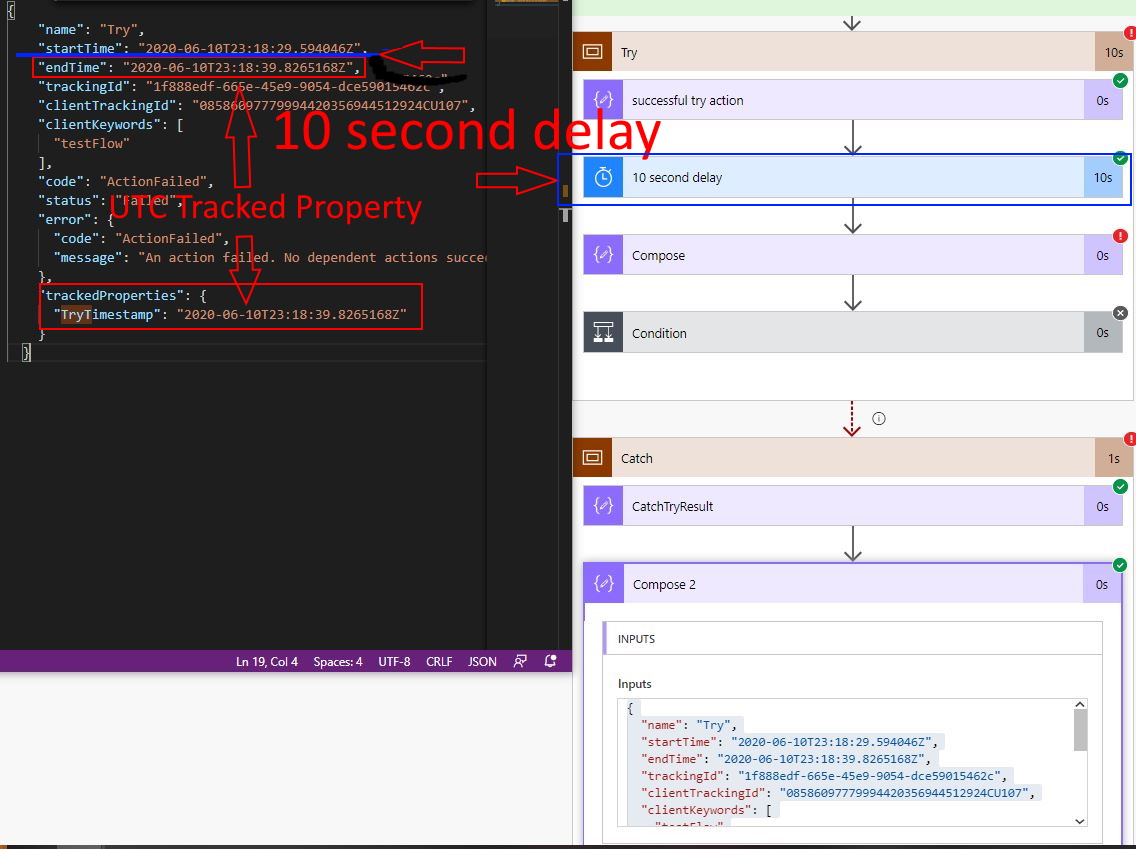 {
"name": "Try",
"startTime": "2020-06-10T23:18:29.594046Z",
"endTime": "2020-06-10T23:18:39.8265168Z",
"trackingId": "1f888edf-665e-45e9-9054-dce59015462c",
"clientTrackingId": "08586097779994420356944512924CU107",
"clientKeywords": [
"testFlow"
],
"code": "ActionFailed",
"status": "Failed",
"error": {
"code": "ActionFailed",
"message": "An action failed. No dependent actions succe
},
"trackedProperties": {
"TryTimestamp": "2020-06-10T23:18:39.8265168Z"
}
}
10 second delay
UTC Tracked Property
Ln 19, Col 4 Spaces: 4 UTF-8 CRLF JSON
Try 10s
successful try action 0s
10 second delay 10s
Compose 0s
Condition 0s
Catch 1s
CatchTryResult 0s
Compose 2 0s
INPUTS
Inputs
{
"name": "Try",
"startTime": "2020-06-10T23:18:29.594046Z",
"endTime": "2020-06-10T23:18:39.8265168Z",
"trackingId": "1f888edf-665e-45e9-9054-dce59015462c",
"clientTrackingId": "08586097779994420356944512924CU107",
"clientKeywords": [
"testFlow"